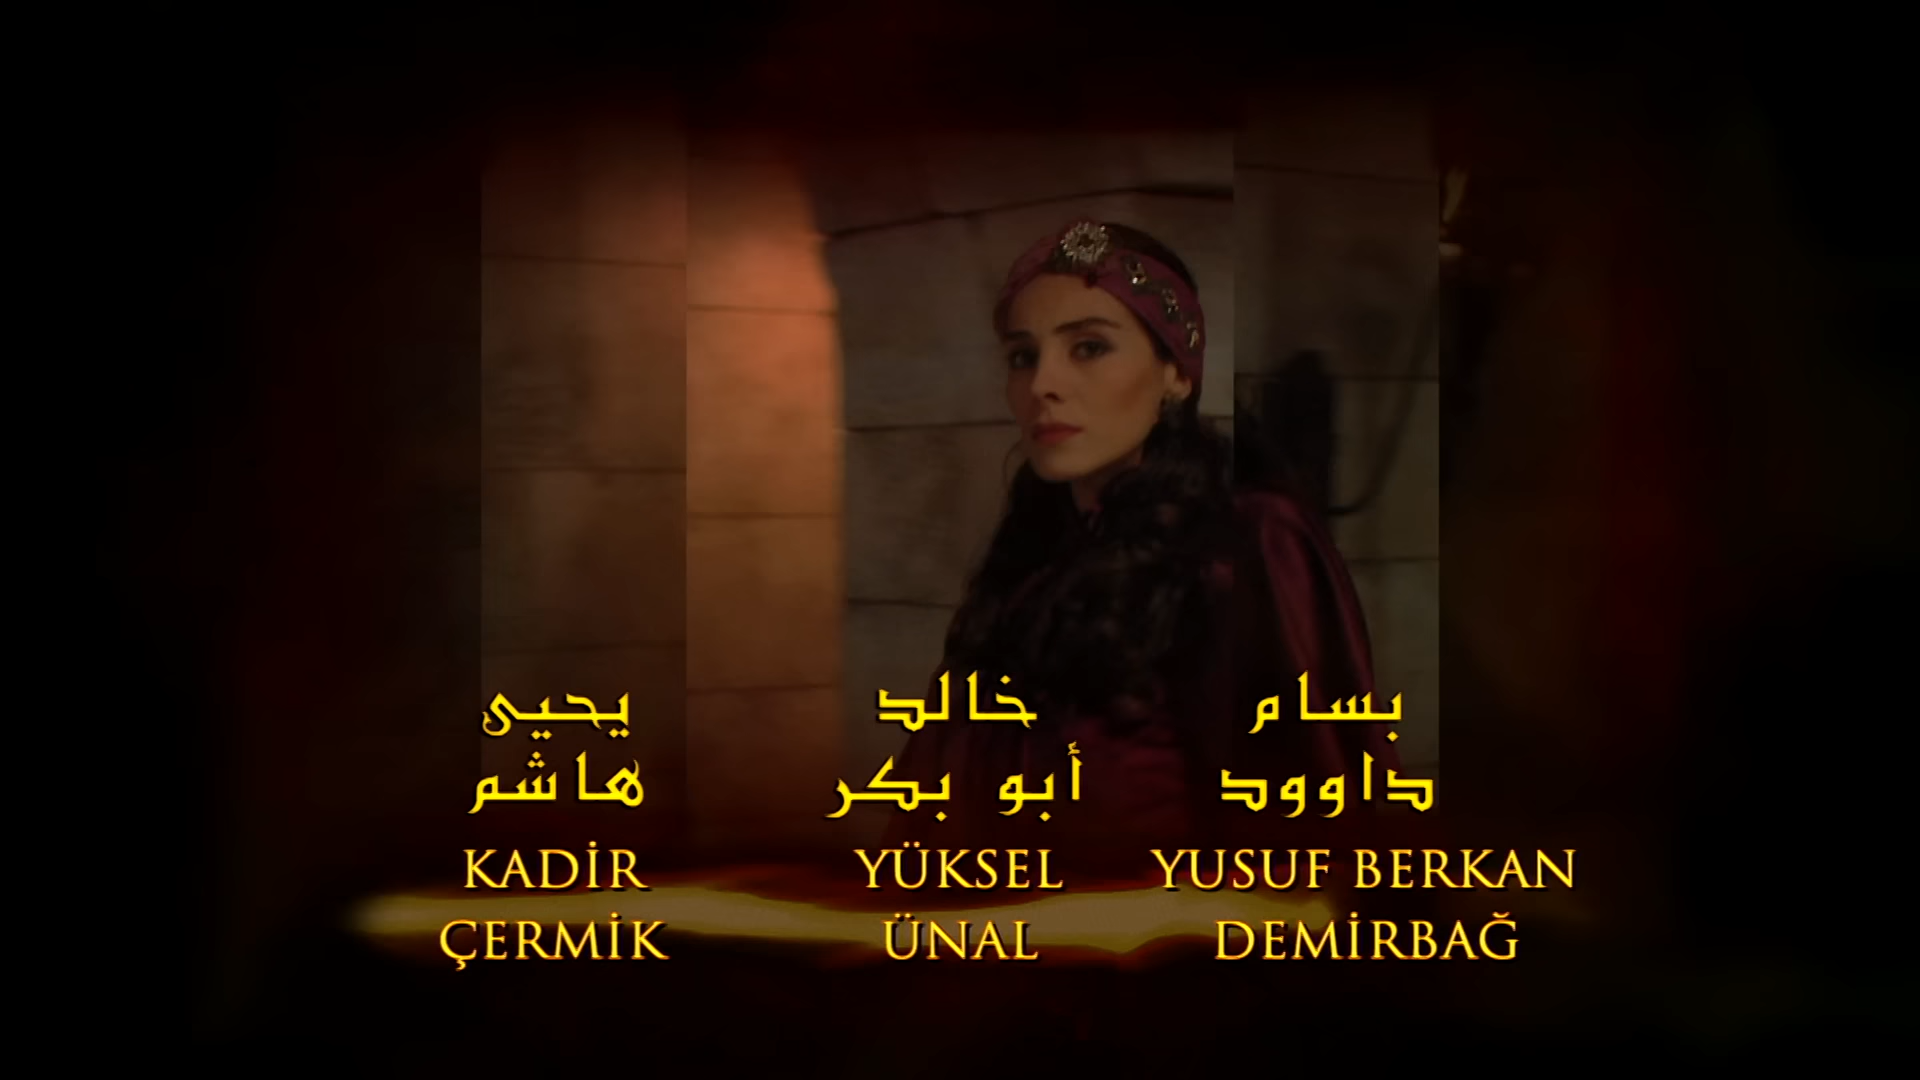 يحيى
هاشم
KADİR
ÇERMİK
خالد
أبو بكر
YÜKSEL
ÜNAL
بسام
داوود
YUSUF BERKAN
DEMİRBAĞ